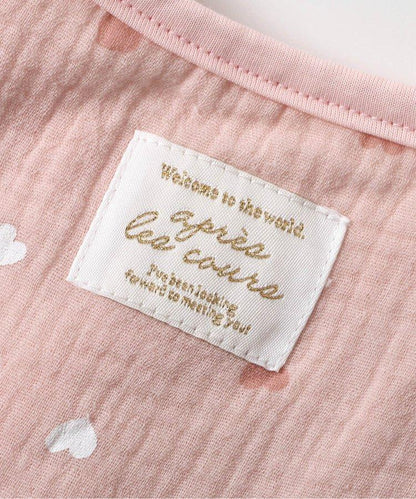 Welcome to the world.
après
les cours
I've been looking
forward to meeting you!